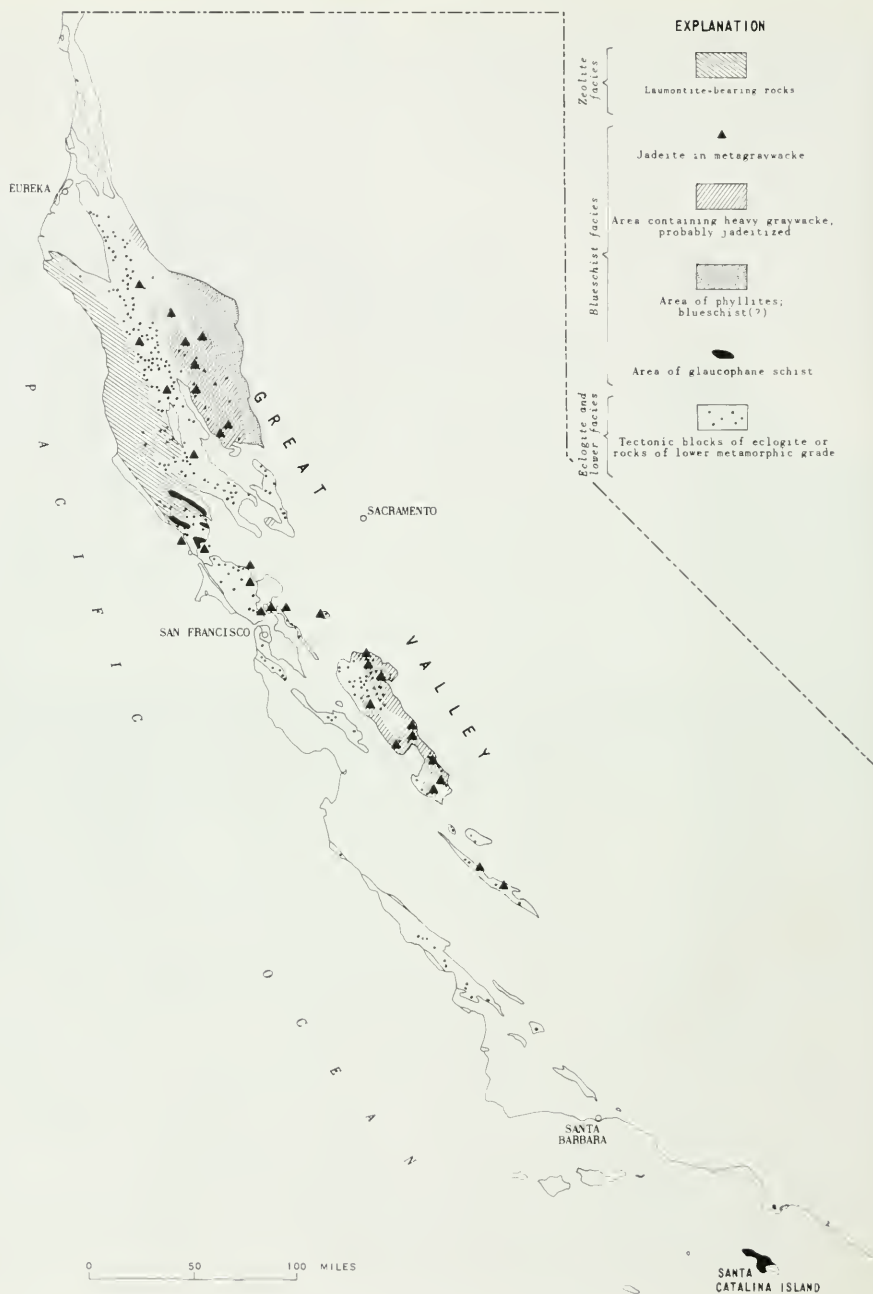 EXPLANATION
Zeolite
facies
Laumontite-bearing rocks
Blueschist facies
Jadeite in metagraywacke
Area containing heavy graywacke,
probably jadeitized
Area of phyllites;
blueschist(?)
Area of glaucophane schist
Eclogite and
lower facies
Tectonic blocks of eclogite or
rocks of lower metamorphic grade
EUREKA
GREAT
SACRAMENTO
PACIFIC
SAN FRANCISCO
VALLEY
OCEAN
SANTA
BARBARA
0 50 100 MILES
SANTA
CATALINA ISLAND